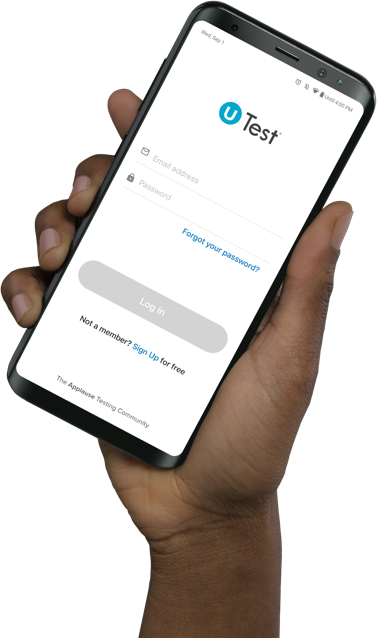 Wed, Sep 1
4:00 PM
uTest
Email address
Password
Forgot your password?
Log In
Not a member? Sign Up for free
The Applause Testing Community